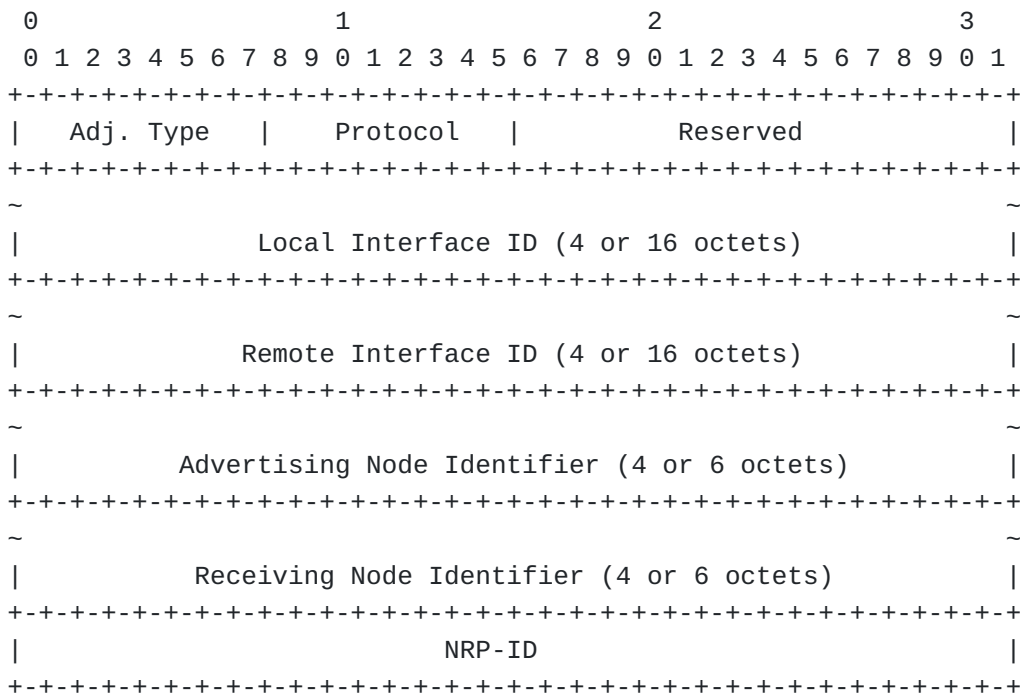 0                   1                   2                   3
 0 1 2 3 4 5 6 7 8 9 0 1 2 3 4 5 6 7 8 9 0 1 2 3 4 5 6 7 8 9 0 1
+-+-+-+-+-+-+-+-+-+-+-+-+-+-+-+-+-+-+-+-+-+-+-+-+-+-+-+-+-+-+-+-+
|   Adj. Type   |    Protocol   |          Reserved             |
+-+-+-+-+-+-+-+-+-+-+-+-+-+-+-+-+-+-+-+-+-+-+-+-+-+-+-+-+-+-+-+-+
~                                                               ~
|               Local Interface ID (4 or 16 octets)             |
+-+-+-+-+-+-+-+-+-+-+-+-+-+-+-+-+-+-+-+-+-+-+-+-+-+-+-+-+-+-+-+-+
~                                                               ~
|              Remote Interface ID (4 or 16 octets)             |
+-+-+-+-+-+-+-+-+-+-+-+-+-+-+-+-+-+-+-+-+-+-+-+-+-+-+-+-+-+-+-+-+
~                                                               ~
|          Advertising Node Identifier (4 or 6 octets)          |
+-+-+-+-+-+-+-+-+-+-+-+-+-+-+-+-+-+-+-+-+-+-+-+-+-+-+-+-+-+-+-+-+
~                                                               ~
|           Receiving Node Identifier (4 or 6 octets)           |
+-+-+-+-+-+-+-+-+-+-+-+-+-+-+-+-+-+-+-+-+-+-+-+-+-+-+-+-+-+-+-+-+
|                           NRP-ID                              |
+-+-+-+-+-+-+-+-+-+-+-+-+-+-+-+-+-+-+-+-+-+-+-+-+-+-+-+-+-+-+-+-+